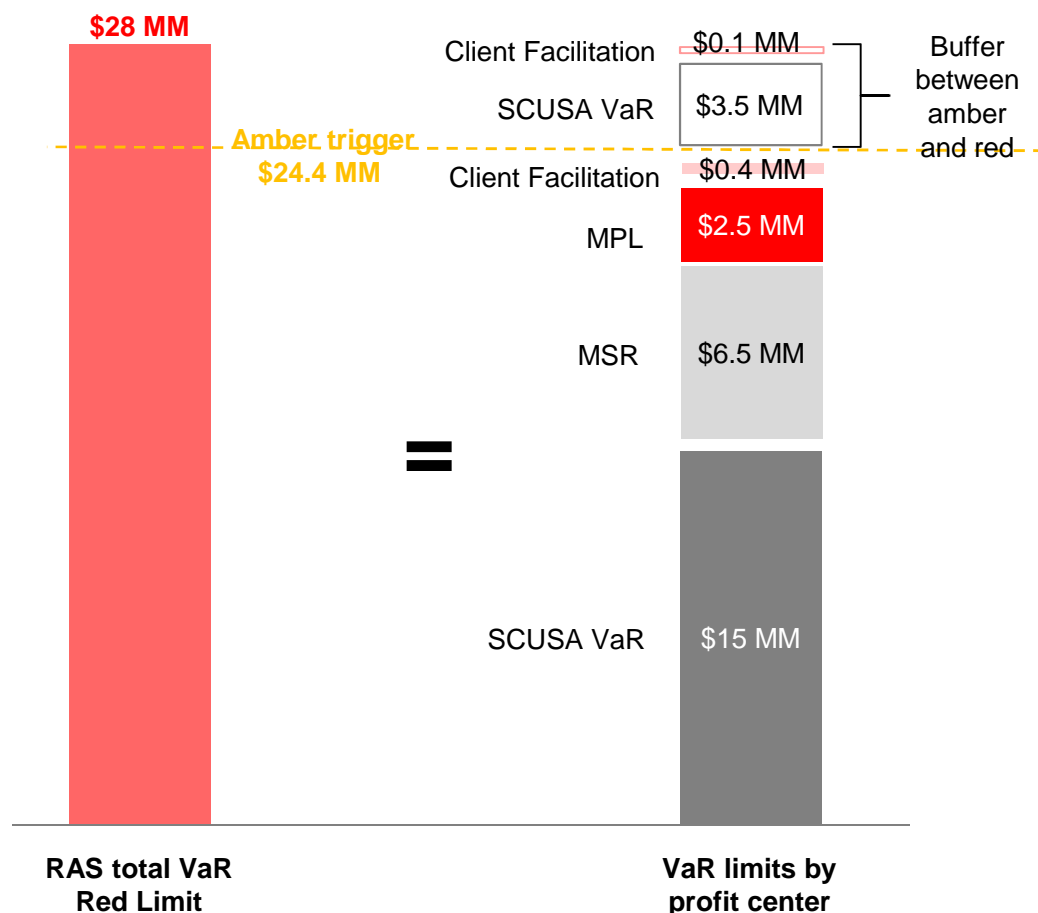 $28 MM
Amber trigger
$24.4 MM
=
RAS total VaR
Red Limit
Client Facilitation
$0.1 MM
SCUSA VaR
$3.5 MM
Buffer
between
amber
and red
Client Facilitation
$0.4 MM
MPL
$2.5 MM
MSR
$6.5 MM
SCUSA VaR
$15 MM
VaR limits by
profit center